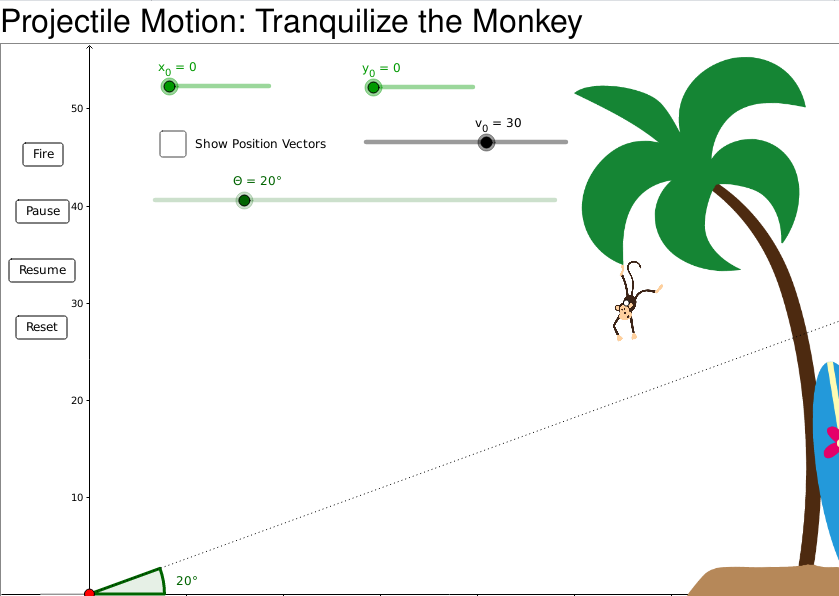 Projectile Motion: Tranquilize the Monkey
x₀ = 0
y₀ = 0
50
v₀ = 30
Fire
Show Position Vectors
Θ = 20°
Pause
40
Resume
30
Reset
20
10
20°